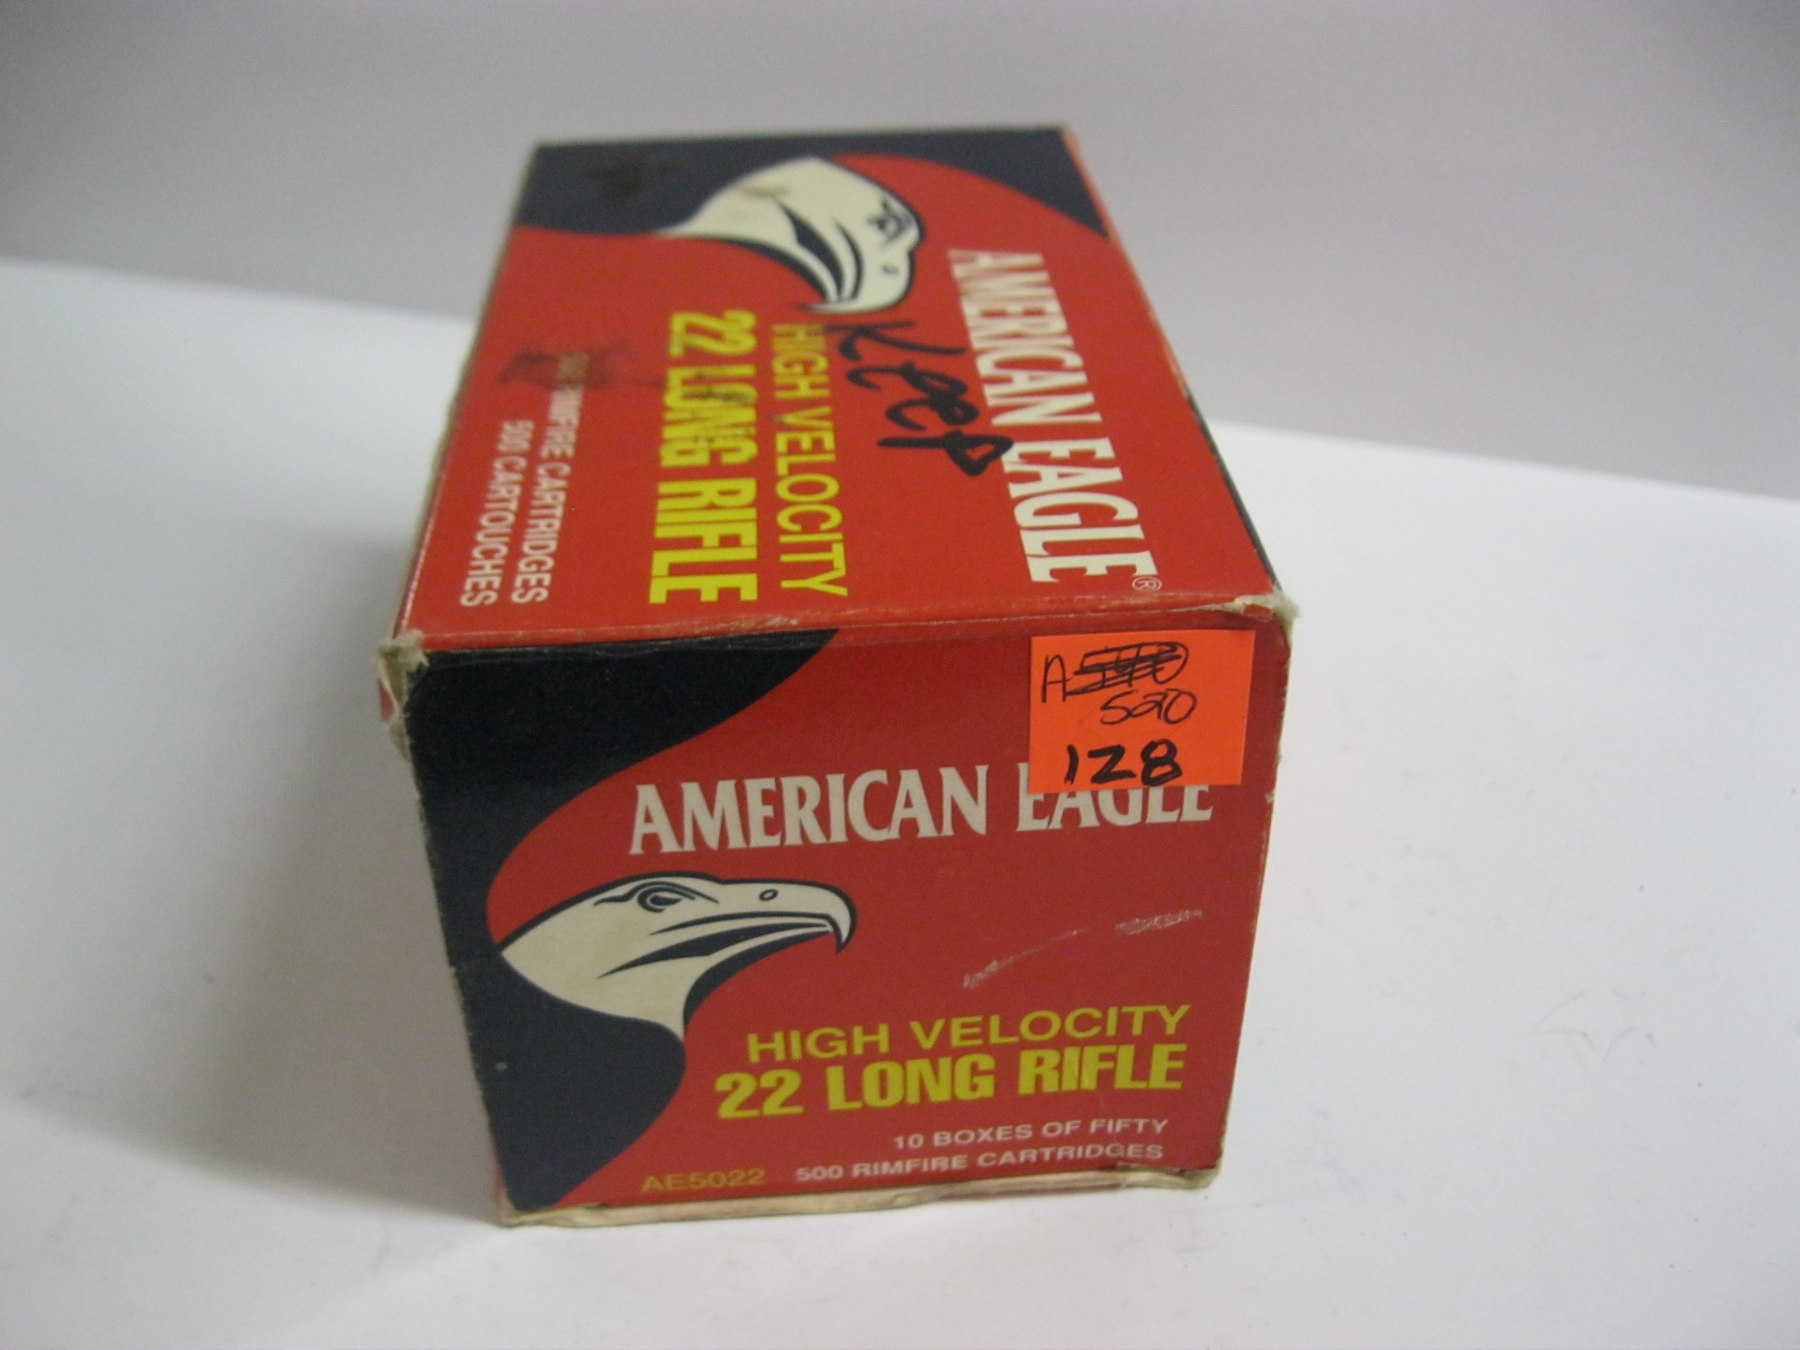 AMERICAN EAGLE®
Keep
HIGH VELOCITY
22 LONG RIFLE
RIMFIRE CARTRIDGES
500 CARTOUCHES
A
520
128
AMERICAN EAGLE
HIGH VELOCITY
22 LONG RIFLE
10 BOXES OF FIFTY
AE5022 500 RIMFIRE CARTRIDGES